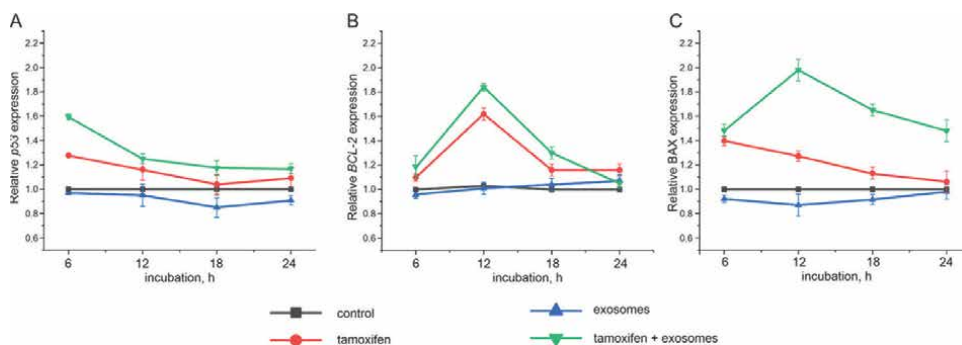 A
Relative p53 expression
2.2
2.0
1.8
1.6
1.4
1.2
1.0
0.8
0.6
6 12 18 24
incubation, h
B
Relative BCL-2 expression
2.2
2.0
1.8
1.6
1.4
1.2
1.0
0.8
0.6
6 12 18 24
incubation, h
C
Relative BAX expression
2.2
2.0
1.8
1.6
1.4
1.2
1.0
0.8
0.6
6 12 18 24
incubation, h
control
exosomes
tamoxifen
tamoxifen + exosomes